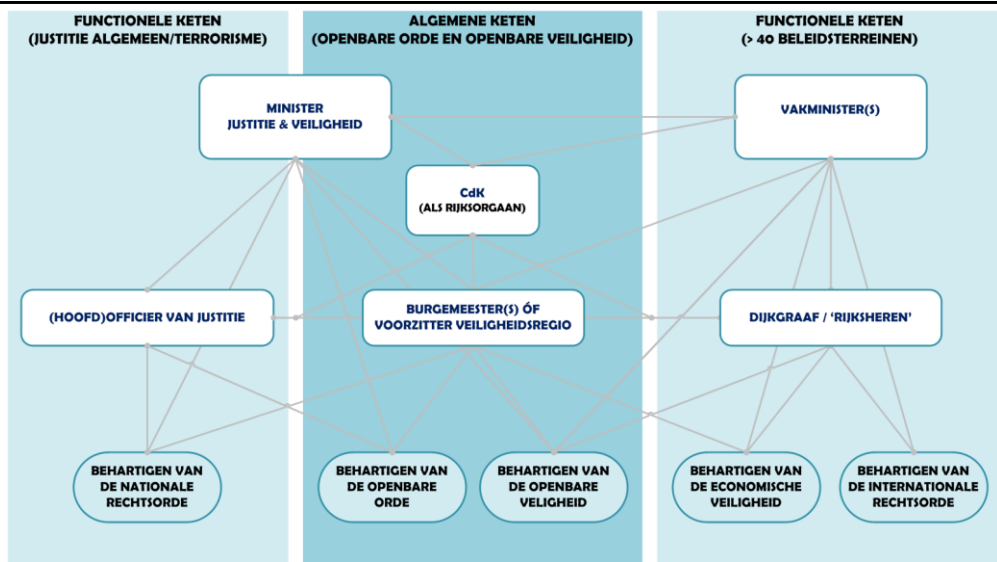 FUNCTIONELE KETEN
(JUSTITIE ALGEMEEN/TERRORISME)
ALGEMENE KETEN
(OPENBARE ORDE EN OPENBARE VEILIGHEID)
FUNCTIONELE KETEN
(> 40 BELEIDSTERREINEN)
MINISTER
JUSTITIE & VEILIGHEID
VAKMINISTER(S)
CdK
(ALS RIJKSORGAAN)
(HOOFD)OFFICIER VAN JUSTITIE
BURGEMEESTER(S) ÓF
VOORZITTER VEILIGHEIDSREGIO
DIJKGRAAF / ‘RIJKSHEREN’
BEHARTIGEN VAN
DE NATIONALE
RECHTSORDE
BEHARTIGEN VAN
DE OPENBARE
ORDE
BEHARTIGEN VAN
DE OPENBARE
VELIGHEID
BEHARTIGEN VAN
DE ECONOMISCHE
VEILIGHEID
BEHARTIGEN VAN
DE INTERNATIONALE
RECHTSORDE